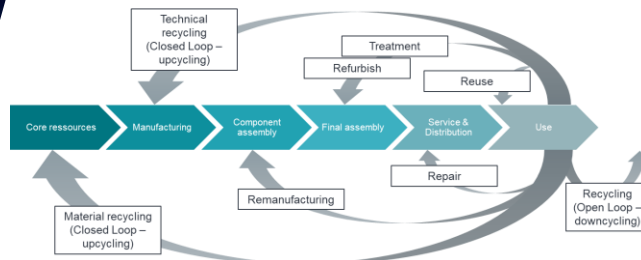 Technical
recycling
(Closed Loop –
upcycling)
Treatment
Refurbish
Reuse
Core ressources
Manufacturing
Component
assembly
Final assembly
Service &
Distribution
Use
Repair
Remanufacturing
Material recycling
(Closed Loop –
upcycling)
Recycling
(Open Loop –
downcycling)